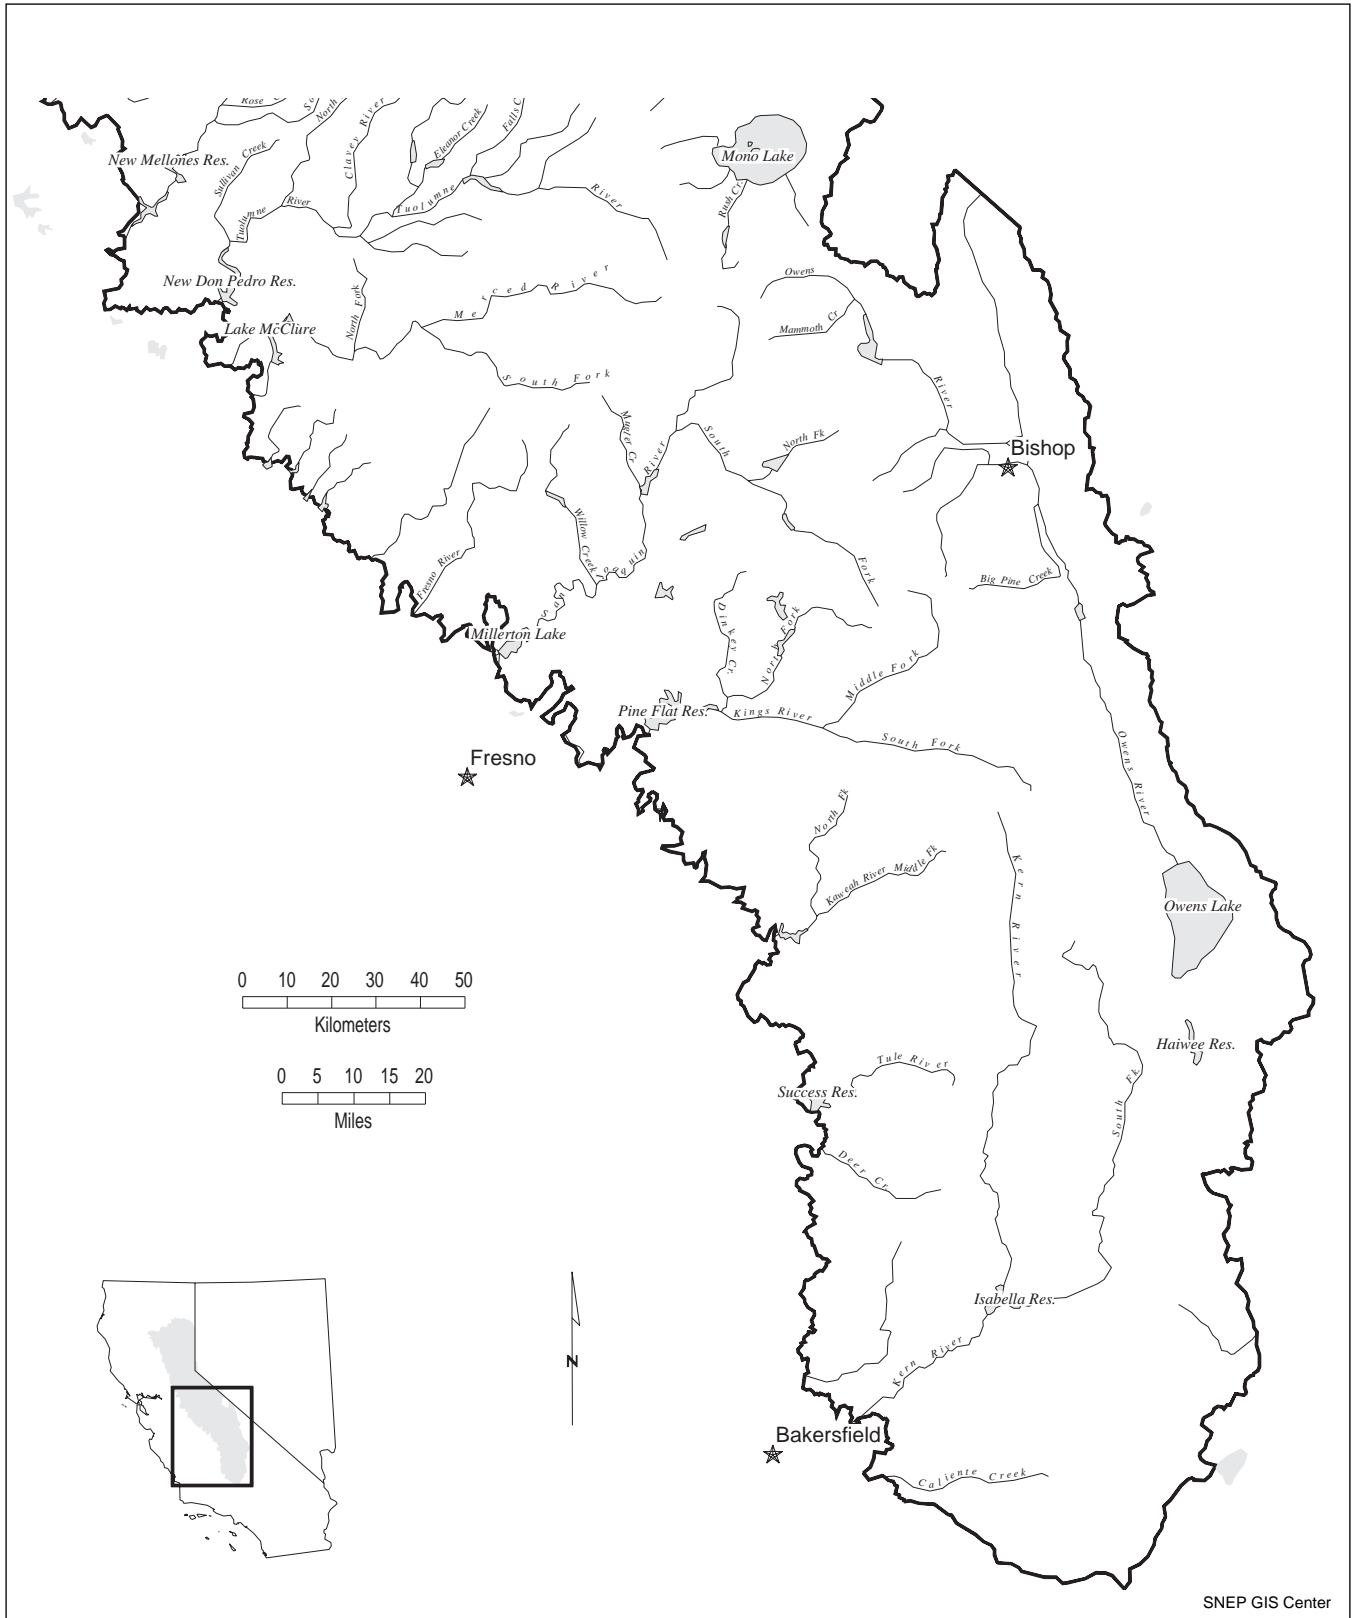 Rose C
So
North
Clavey River
Eleanor Creek
Falls C
New Mellones Res.
Sullivan Creek
Mono Lake
Tuolumne River
Tuolumne River
Rush Cr.
New Don Pedro Res.
Owens
Lake McClure
North Fork
Merced River
Mammoth Cr
South Fork
River
Mugler Cr
River
South
North Fk
Bishop
Fresno River
Willow Creek
San Joaquin
Fork
Big Pine Creek
Millerton Lake
Dinkey Cr.
North Fork
Middle Fork
Pine Flat Res.
Kings River
South Fork
Owens River
Fresno
North Fk
Kaweah River Middle Fk
Kern River
Owens Lake
0 10 20 30 40 50
Kilometers
Haiwee Res.
Tule River
South Fk.
0 5 10 15 20
Miles
Success Res.
Deer Cr.
Isabella Res.
N
Kern River
Bakersfield
Caliente Creek
SNEP GIS Center